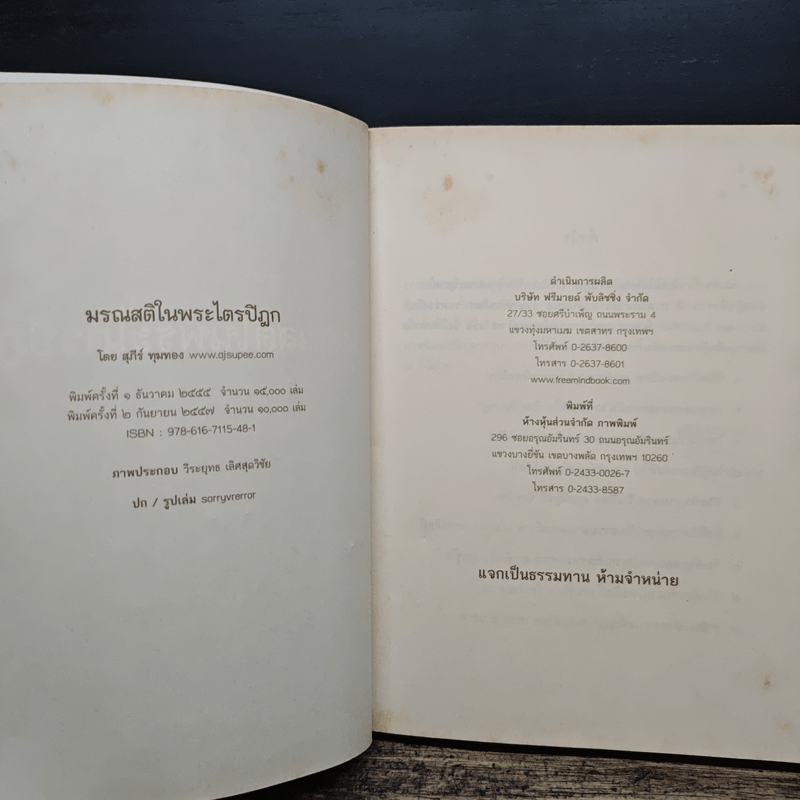 มรณสติในพระไตรปิฎก
โดย สุภีร์ ทุมทอง www.ajsupee.com
พิมพ์ครั้งที่ ๑ ธันวาคม ๒๕๕๕ จำนวน ๑๕,๐๐๐ เล่ม
พิมพ์ครั้งที่ ๒ กันยายน ๒๕๕๗ จำนวน ๑๐,๐๐๐ เล่ม
ISBN : 978-616-7115-48-1
ภาพประกอบ วีระยุทธ เลิศสุดวิชัย
ปก / รูปเล่ม sorryvrerror
ดำเนินการผลิต
บริษัท ฟรีมายด์ พับลิชชิ่ง จำกัด
27/33 ซอยศรีบำเพ็ญ ถนนพระราม 4
แขวงทุ่งมหาเมฆ เขตสาทร กรุงเทพฯ
โทรศัพท์ 0-2637-8600
โทรสาร 0-2637-8601
www.freemindbook.com
พิมพ์ที่
ห้างหุ้นส่วนจำกัด ภาพพิมพ์
296 ซอยอรุณอัมรินทร์ 30 ถนนอรุณอัมรินทร์
แขวงบางยี่ขัน เขตบางพลัด กรุงเทพฯ 10260
โทรศัพท์ 0-2433-0026-7
โทรสาร 0-2433-8587
แจกเป็นธรรมทาน ห้ามจำหน่าย